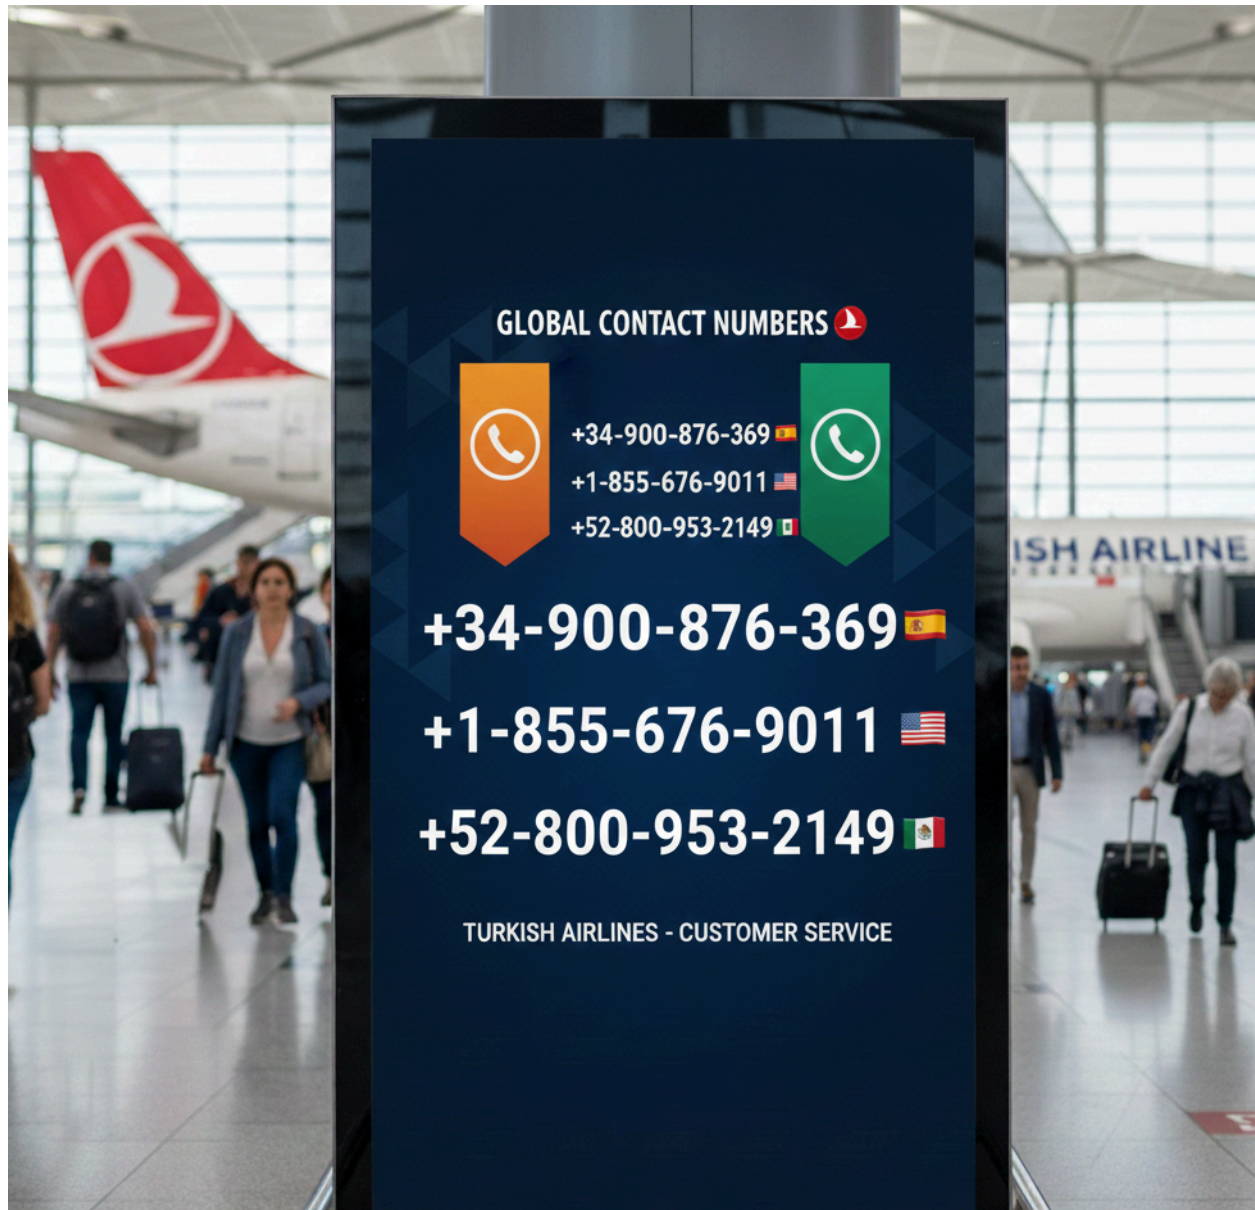 GLOBAL CONTACT NUMBERS
+34-900-876-369
+1-855-676-9011
+52-800-953-2149
+34-900-876-369
+1-855-676-9011
+52-800-953-2149
ISH AIRLINE
TURKISH AIRLINES - CUSTOMER SERVICE